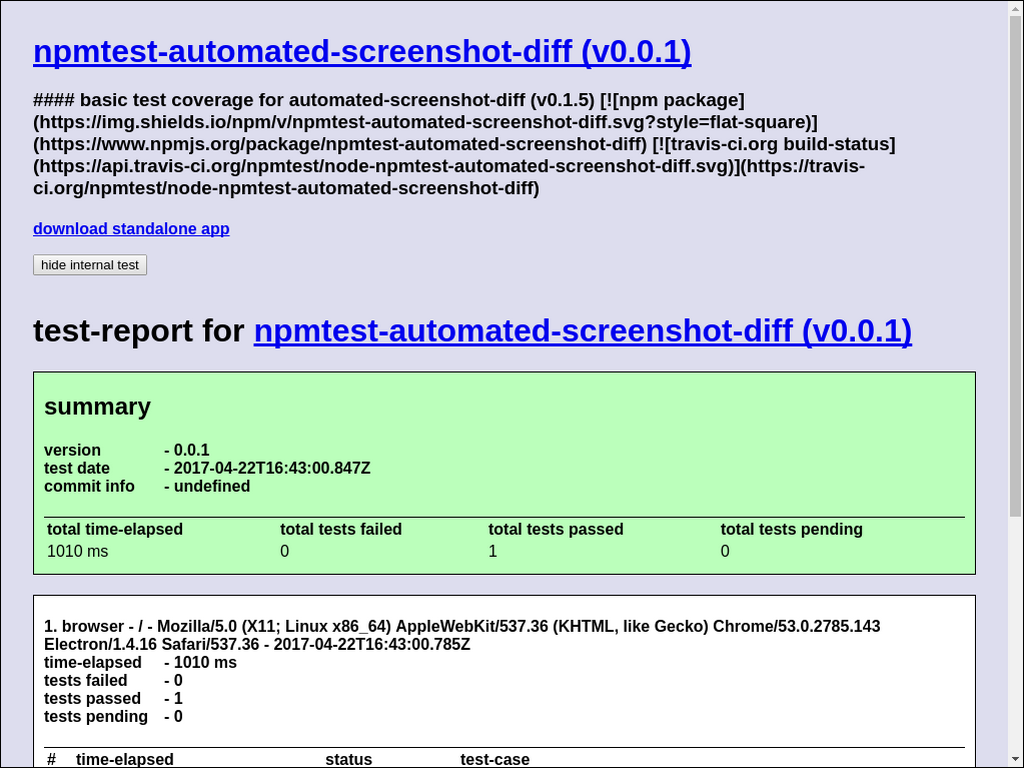 npmtest-automated-screenshot-diff (v0.0.1)
#### basic test coverage for automated-screenshot-diff (v0.1.5) [![npm package]
(https://img.shields.io/npm/v/npmtest-automated-screenshot-diff.svg?style=flat-square)]
(https://www.npmjs.org/package/npmtest-automated-screenshot-diff) [![travis-ci.org build-status]
(https://api.travis-ci.org/npmtest/node-npmtest-automated-screenshot-diff.svg)](https://travis-
ci.org/npmtest/node-npmtest-automated-screenshot-diff)
download standalone app
hide internal test
test-report for npmtest-automated-screenshot-diff (v0.0.1)
summary
version - 0.0.1
test date - 2017-04-22T16:43:00.847Z
commit info - undefined
total time-elapsed total tests failed total tests passed total tests pending
1010 ms 0 1 0
1. browser - / - Mozilla/5.0 (X11; Linux x86_64) AppleWebKit/537.36 (KHTML, like Gecko) Chrome/53.0.2785.143
Electron/1.4.16 Safari/537.36 - 2017-04-22T16:43:00.785Z
time-elapsed - 1010 ms
tests failed - 0
tests passed - 1
tests pending - 0
# time-elapsed status test-case